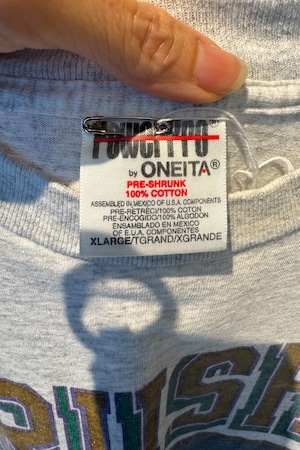 by ONEITA®
PRE-SHRUNK
100% COTTON
ASSEMBLED IN MEXICO OF U.S.A. COMPONENTS
PRE-RETRECI/100% COTON
PRE-ENCOGIDO/100% ALGODON
ENSAMBLADO EN MEXICO
DE E.U.A. COMPONENTES
XLARGE/TGRAND/XGRANDE